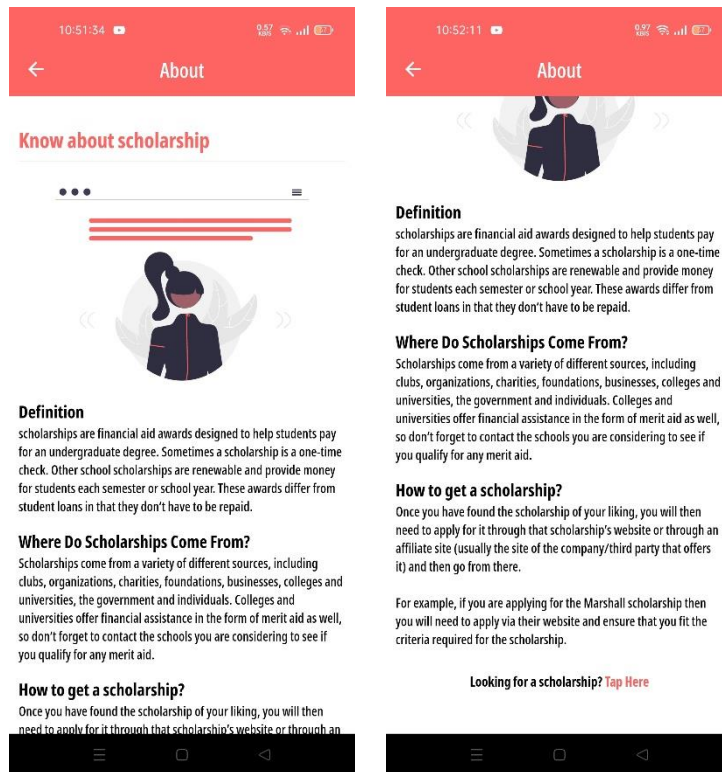 10:51:34
0.57
KB/S
About
Know about scholarship
Definition
scholarships are financial aid awards designed to help students pay
for an undergraduate degree. Sometimes a scholarship is a one-time
check. Other school scholarships are renewable and provide money
for students each semester or school year. These awards differ from
student loans in that they don't have to be repaid.
Where Do Scholarships Come From?
Scholarships come from a variety of different sources, including
clubs, organizations, charities, foundations, businesses, colleges and
universities, the government and individuals. Colleges and
universities offer financial assistance in the form of merit aid as well,
so don't forget to contact the schools you are considering to see if
you qualify for any merit aid.
How to get a scholarship?
Once you have found the scholarship of your liking, you will then
need to apply for it through that scholarship's website or through an
10:52:11
0.97
KB/S
About
Definition
scholarships are financial aid awards designed to help students pay
for an undergraduate degree. Sometimes a scholarship is a one-time
check. Other school scholarships are renewable and provide money
for students each semester or school year. These awards differ from
student loans in that they don't have to be repaid.
Where Do Scholarships Come From?
Scholarships come from a variety of different sources, including
clubs, organizations, charities, foundations, businesses, colleges and
universities, the government and individuals. Colleges and
universities offer financial assistance in the form of merit aid as well,
so don't forget to contact the schools you are considering to see if
you qualify for any merit aid.
How to get a scholarship?
Once you have found the scholarship of your liking, you will then
need to apply for it through that scholarship's website or through an
affiliate site (usually the site of the company/third party that offers
it) and then go from there.
For example, if you are applying for the Marshall scholarship then
you will need to apply via their website and ensure that you fit the
criteria required for the scholarship.
Looking for a scholarship? Tap Here